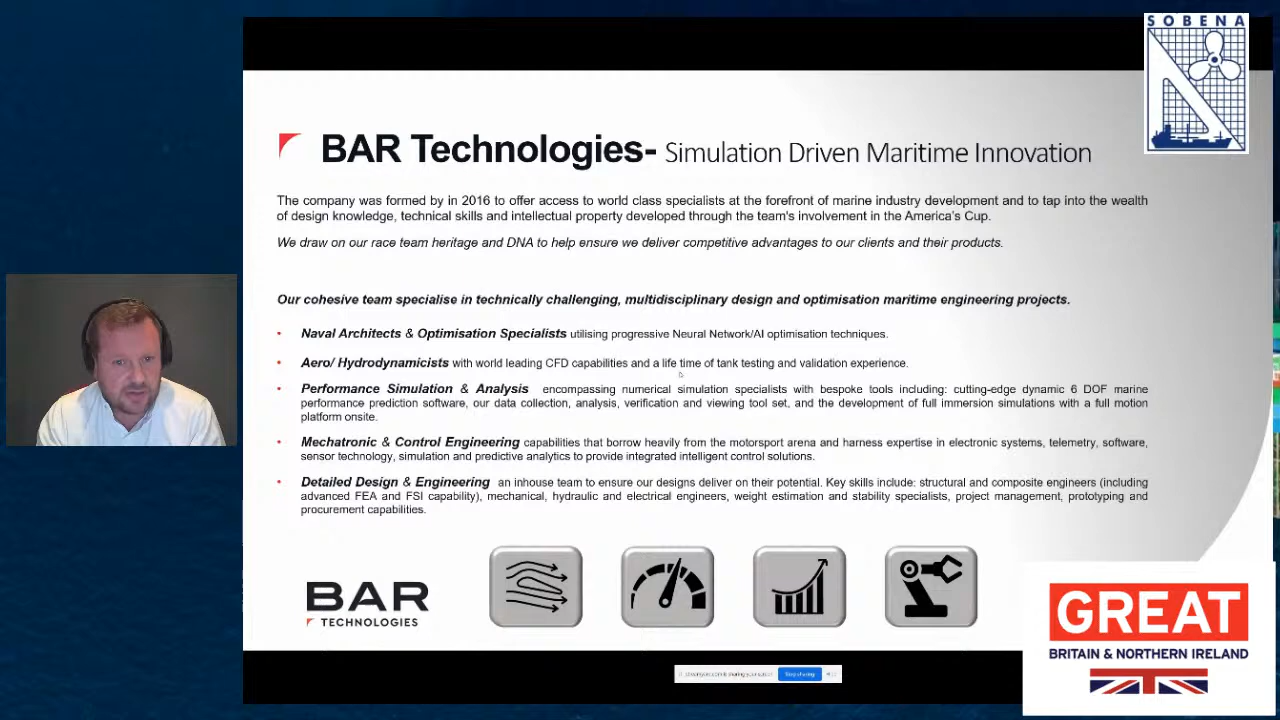 SOBENA
BAR Technologies- Simulation Driven Maritime Innovation
The company was formed by in 2016 to offer access to world class specialists at the forefront of marine industry development and to tap into the wealth
of design knowledge, technical skills and intellectual property developed through the team's involvement in the America's Cup.
We draw on our race team heritage and DNA to help ensure we deliver competitive advantages to our clients and their products.
Our cohesive team specialise in technically challenging, multidisciplinary design and optimisation maritime engineering projects.
• Naval Architects & Optimisation Specialists utilising progressive Neural Network/AI optimisation techniques.
• Aero/ Hydrodynamicists with world leading CFD capabilities and a life time of tank testing and validation experience.
• Performance Simulation & Analysis encompassing numerical simulation specialists with bespoke tools including: cutting-edge dynamic 6 DOF marine
performance prediction software, our data collection, analysis, verification and viewing tool set, and the development of full immersion simulations with a full motion
platform onsite.
• Mechatronic & Control Engineering capabilities that borrow heavily from the motorsport arena and harness expertise in electronic systems, telemetry, software,
sensor technology, simulation and predictive analytics to provide integrated intelligent control solutions.
• Detailed Design & Engineering an inhouse team to ensure our designs deliver on their potential. Key skills include: structural and composite engineers (including
advanced FEA and FSI capability), mechanical, hydraulic and electrical engineers, weight estimation and stability specialists, project management, prototyping and
procurement capabilities.
BAR
TECHNOLOGIES
GREAT
BRITAIN & NORTHERN IRELAND
is sharing your screen
Stop sharing